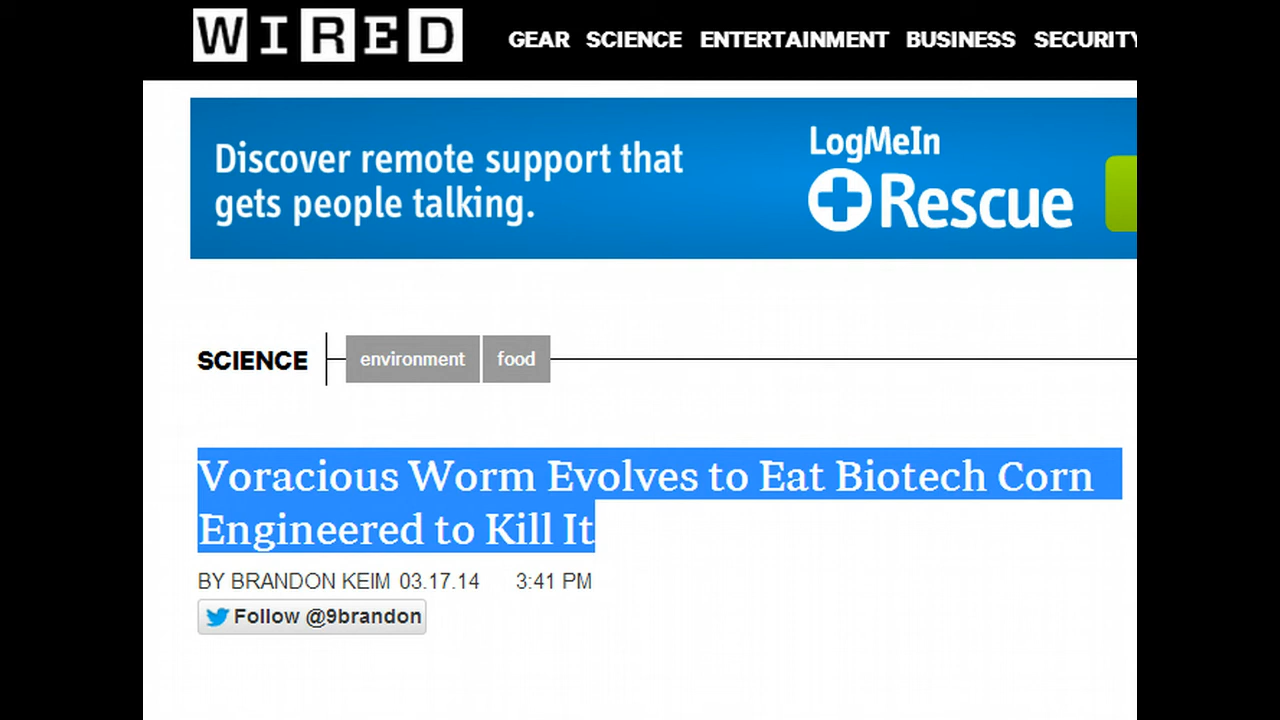 WIRED GEAR SCIENCE ENTERTAINMENT BUSINESS SECURITY
Discover remote support that
gets people talking.
LogMeIn
Rescue
SCIENCE environment food
Voracious Worm Evolves to Eat Biotech Corn
Engineered to Kill It
BY BRANDON KEIM 03.17.14 3:41 PM
Follow @9brandon